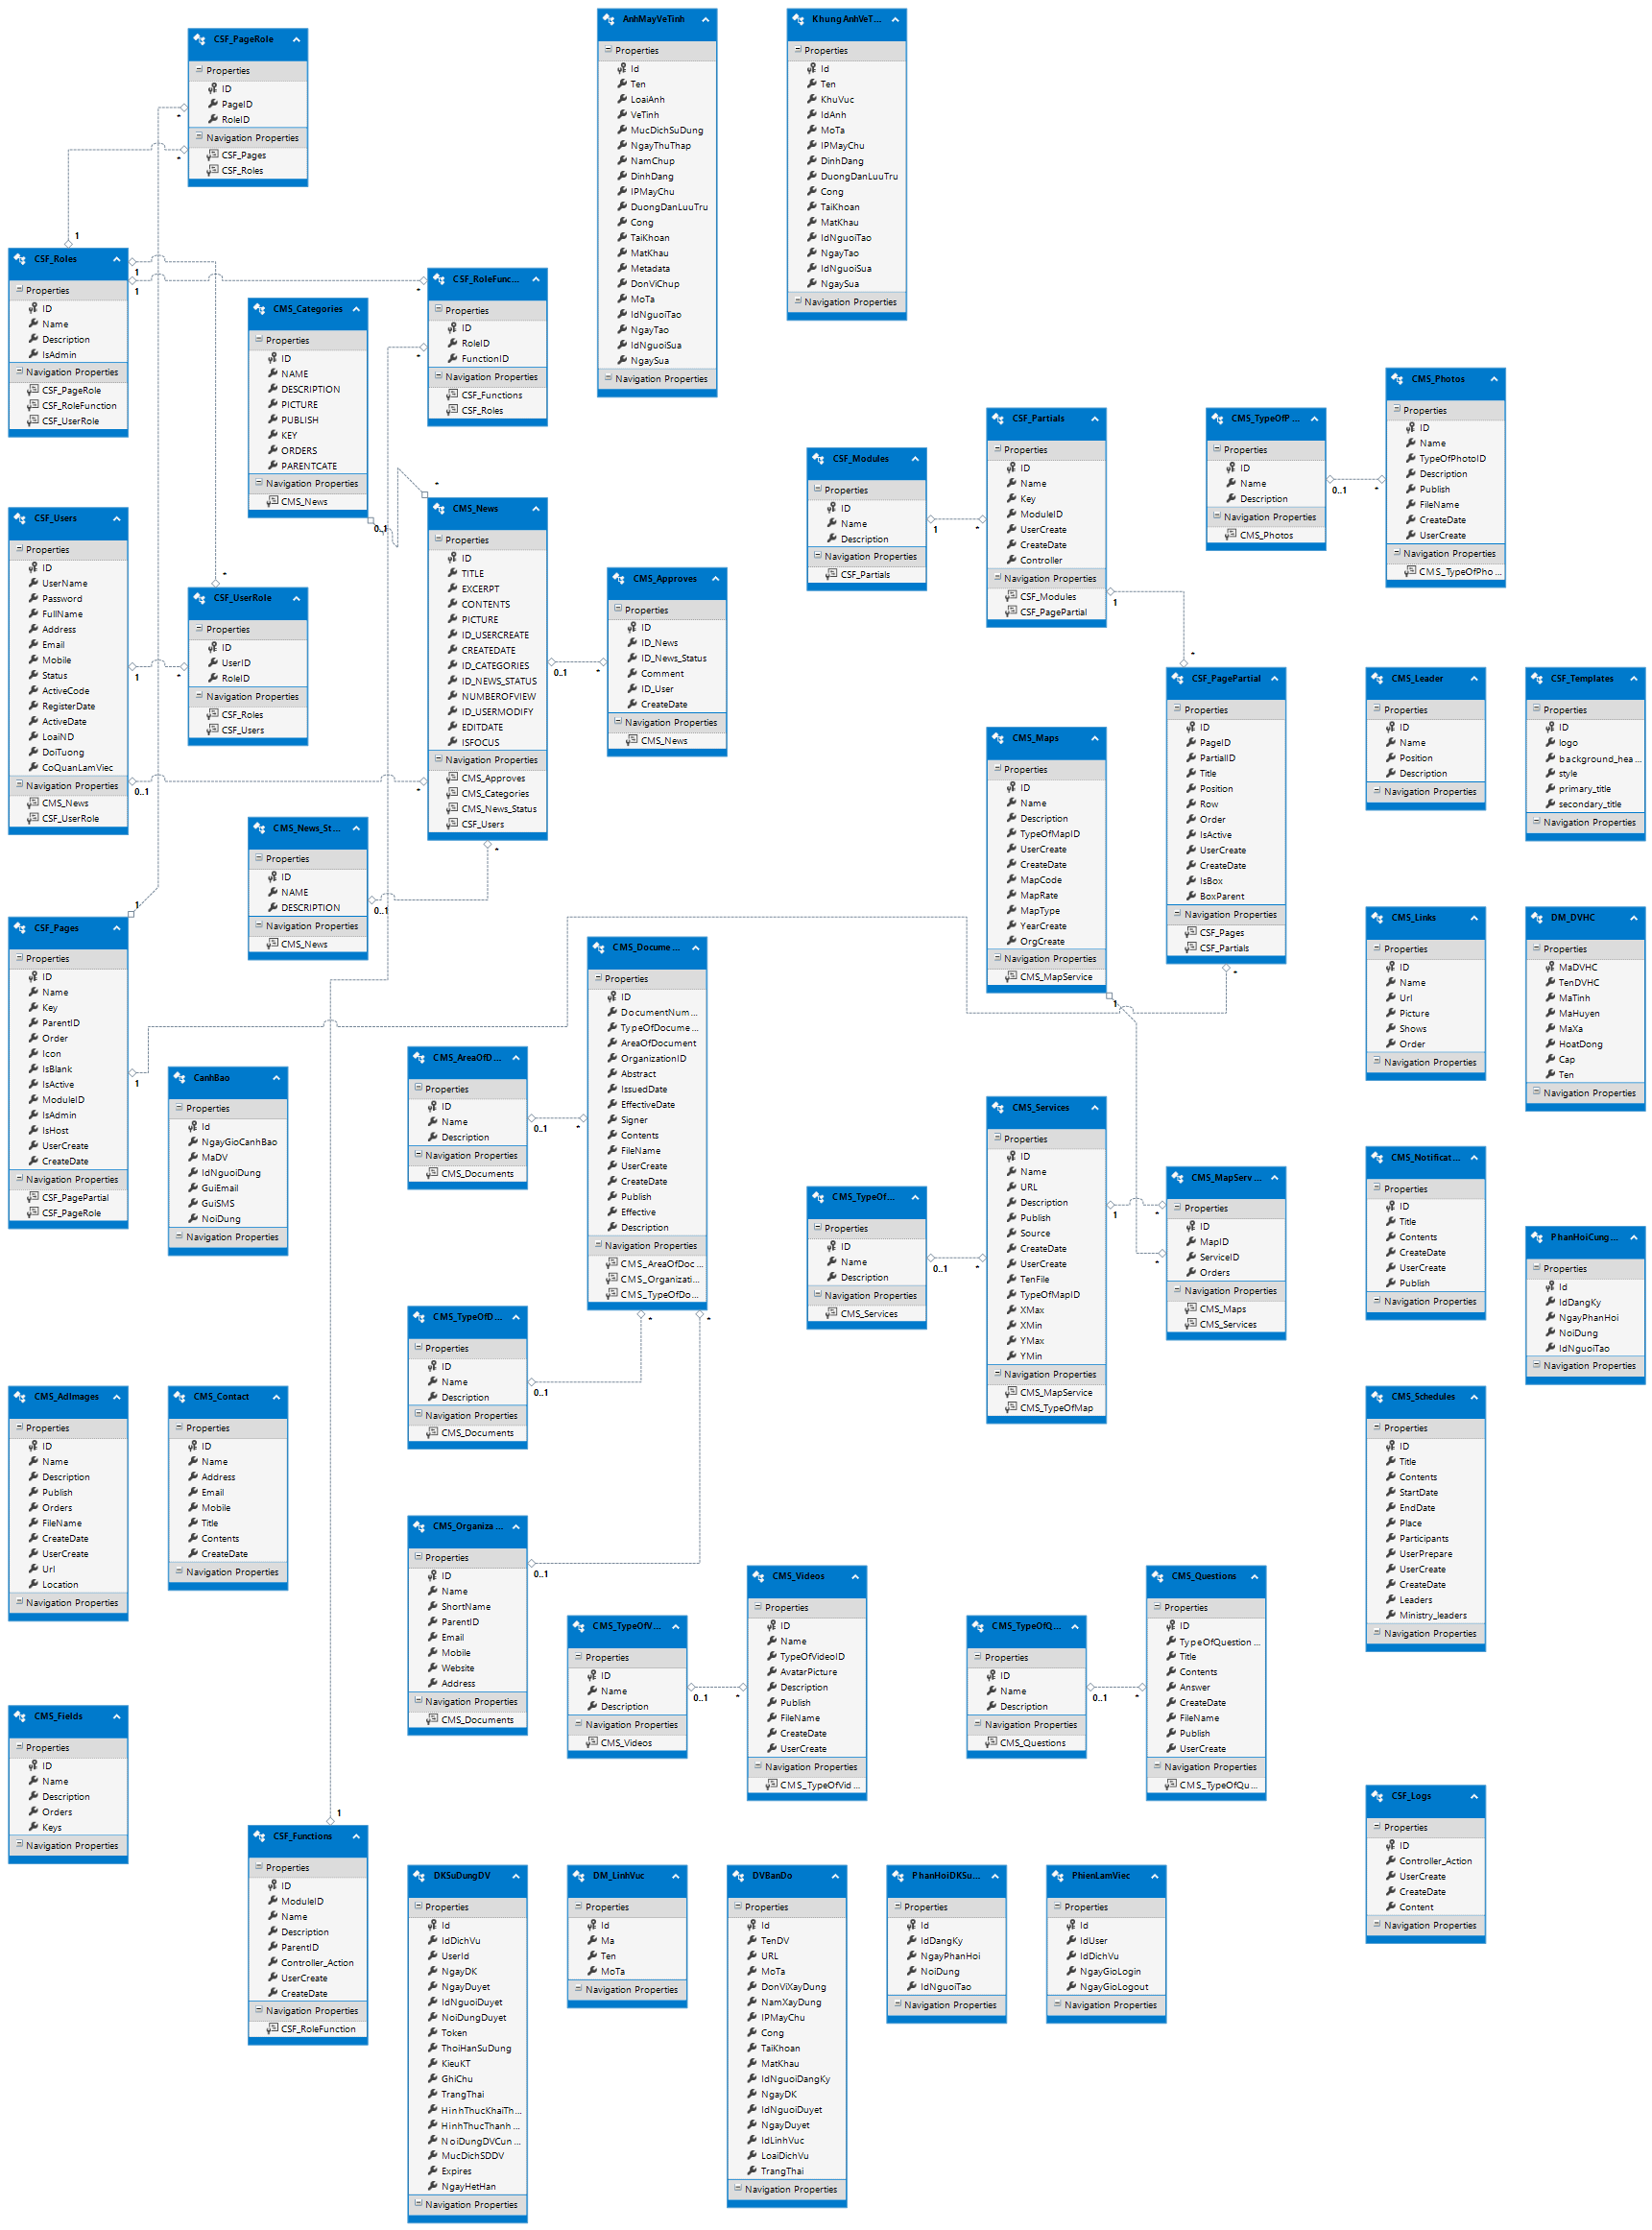 AnhMayVeTinh
Properties
Id
Ten
LoaiAnh
VeTinh
MucDichSuDung
NgayThuThap
NamChup
DinhDang
IPMayChu
DuongDanLuuTru
Cong
TaiKhoan
MatKhau
Metadata
DonViChup
MoTa
IdNguoiTao
NgayTao
IdNguoiSua
NgaySua
Navigation Properties
KhungAnhVeT...
Properties
Id
Ten
KhuVuc
IdAnh
MoTa
IPMayChu
DinhDang
DuongDanLuuTru
Cong
TaiKhoan
MatKhau
IdNguoiTao
NgayTao
IdNguoiSua
NgaySua
Navigation Properties
CSF_PageRole
Properties
ID
PageID
RoleID
Navigation Properties
CSF_Pages
CSF_Roles
*
*
1
CSF_Roles
Properties
ID
Name
Description
IsAdmin
Navigation Properties
CSF_PageRole
CSF_RoleFunction
CSF_UserRole
1
1
CSF_RoleFunc...
Properties
ID
RoleID
FunctionID
Navigation Properties
CSF_Functions
CSF_Roles
*
*
CMS_Categories
Properties
ID
NAME
DESCRIPTION
PICTURE
PUBLISH
KEY
ORDERS
PARENTCATE
Navigation Properties
CMS_News
0..1
*
CSF_Users
Properties
ID
UserName
Password
FullName
Address
Email
Mobile
Status
ActiveCode
RegisterDate
ActiveDate
LoaiND
DoiTuong
CoQuanLamViec
Navigation Properties
CMS_News
CSF_UserRole
1
0..1
*
*
*
CSF_UserRole
Properties
ID
UserID
RoleID
Navigation Properties
CSF_Roles
CSF_Users
CMS_News
Properties
ID
TITLE
EXCERPT
CONTENTS
PICTURE
ID_USERCREATE
CREATEDATE
ID_CATEGORIES
ID_NEWS_STATUS
NUMBEROFVIEW
ID_USERMODIFY
EDITDATE
ISFOCUS
Navigation Properties
CMS_Approves
CMS_Categories
CMS_News_Status
CSF_Users
0..1
*
*
CMS_Approves
Properties
ID
ID_News
ID_News_Status
Comment
ID_User
CreateDate
Navigation Properties
CMS_News
CMS_News_St...
Properties
ID
NAME
DESCRIPTION
Navigation Properties
CMS_News
0..1
CSF_Modules
Properties
ID
Name
Description
Navigation Properties
CSF_Partials
1
*
CSF_Partials
Properties
ID
Name
Key
ModuleID
UserCreate
CreateDate
Controller
Navigation Properties
CSF_Modules
CSF_PagePartial
1
*
CMS_TypeOfP...
Properties
ID
Name
Description
Navigation Properties
CMS_Photos
0..1
*
CMS_Photos
Properties
ID
Name
TypeOfPhotoID
Description
Publish
FileName
CreateDate
UserCreate
Navigation Properties
CMS_TypeOfPho...
CSF_PagePartial
Properties
ID
PageID
PartialID
Title
Position
Row
Order
IsActive
UserCreate
CreateDate
IsBox
BoxParent
Navigation Properties
CSF_Pages
CSF_Partials
*
CMS_Leader
Properties
ID
Name
Position
Description
Navigation Properties
CSF_Templates
Properties
ID
logo
background_hea...
style
primary_title
secondary_title
Navigation Properties
CMS_Maps
Properties
ID
Name
Description
TypeOfMapID
UserCreate
CreateDate
MapCode
MapRate
MapType
YearCreate
OrgCreate
Navigation Properties
CMS_MapService
1
CSF_Pages
Properties
ID
Name
Key
ParentID
Order
Icon
IsBlank
IsActive
ModuleID
IsAdmin
IsHost
UserCreate
CreateDate
Navigation Properties
CSF_PagePartial
CSF_PageRole
1
1
CanhBao
Properties
Id
NgayGioCanhBao
MaDV
IdNguoiDung
GuiEmail
GuiSMS
NoiDung
Navigation Properties
CMS_Docume...
Properties
ID
DocumentNum...
TypeOfDocume...
AreaOfDocument
OrganizationID
Abstract
IssuedDate
EffectiveDate
Signer
Contents
FileName
UserCreate
CreateDate
Publish
Effective
Description
Navigation Properties
CMS_AreaOfDoc...
CMS_Organizati...
CMS_TypeOfDo...
*
*
CMS_AreaOfD...
Properties
ID
Name
Description
Navigation Properties
CMS_Documents
0..1
*
CMS_Links
Properties
ID
Name
Url
Picture
Shows
Order
Navigation Properties
DM_DVHC
Properties
MaDVHC
TenDVHC
MaTinh
MaHuyen
MaXa
HoatDong
Cap
Ten
Navigation Properties
CMS_Services
Properties
ID
Name
URL
Description
Publish
Source
CreateDate
UserCreate
TenFile
TypeOfMapID
XMax
XMin
YMax
YMin
Navigation Properties
CMS_MapService
CMS_TypeOfMap
1
*
*
CMS_MapServ...
Properties
ID
MapID
ServiceID
Orders
Navigation Properties
CMS_Maps
CMS_Services
CMS_TypeOf...
Properties
ID
Name
Description
Navigation Properties
CMS_Services
0..1
*
CMS_Notificat...
Properties
ID
Title
Contents
CreateDate
UserCreate
Publish
Navigation Properties
PhanHoiCung...
Properties
Id
IdDangKy
NgayPhanHoi
NoiDung
IdNguoiTao
Navigation Properties
CMS_TypeOfD...
Properties
ID
Name
Description
Navigation Properties
CMS_Documents
0..1
CMS_AdImages
Properties
ID
Name
Description
Publish
Orders
FileName
CreateDate
UserCreate
Url
Location
Navigation Properties
CMS_Contact
Properties
ID
Name
Address
Email
Mobile
Title
Contents
CreateDate
Navigation Properties
CMS_Schedules
Properties
ID
Title
Contents
StartDate
EndDate
Place
Participants
UserPrepare
UserCreate
CreateDate
Leaders
Ministry_leaders
Navigation Properties
CMS_Organiza...
Properties
ID
Name
ShortName
ParentID
Email
Mobile
Website
Address
Navigation Properties
CMS_Documents
0..1
CMS_TypeOfV...
Properties
ID
Name
Description
Navigation Properties
CMS_Videos
0..1
*
CMS_Videos
Properties
ID
Name
TypeOfVideoID
AvatarPicture
Description
Publish
FileName
CreateDate
UserCreate
Navigation Properties
CMS_TypeOfVid...
CMS_TypeOfQ...
Properties
ID
Name
Description
Navigation Properties
CMS_Questions
0..1
*
CMS_Questions
Properties
ID
TypeOfQuestion...
Title
Contents
Answer
CreateDate
FileName
Publish
UserCreate
Navigation Properties
CMS_TypeOfQu...
CMS_Fields
Properties
ID
Name
Description
Orders
Keys
Navigation Properties
1
CSF_Functions
Properties
ID
ModuleID
Name
Description
ParentID
Controller_Action
UserCreate
CreateDate
Navigation Properties
CSF_RoleFunction
CSF_Logs
Properties
ID
Controller_Action
UserCreate
CreateDate
Content
Navigation Properties
DKSuDungDV
Properties
Id
IdDichVu
UserId
NgayDK
NgayDuyet
IdNguoiDuyet
NoiDungDuyet
Token
ThoiHanSuDung
KieuKT
GhiChu
TrangThai
HinhThucKhaiTh...
HinhThucThanh...
NoiDungDVCun...
MucDichSDDV
Expires
NgayHetHan
Navigation Properties
DM_LinhVuc
Properties
Id
Ma
Ten
MoTa
Navigation Properties
DVBanDo
Properties
Id
TenDV
URL
MoTa
DonViXayDung
NamXayDung
IPMayChu
Cong
TaiKhoan
MatKhau
IdNguoiDangKy
NgayDK
IdNguoiDuyet
NgayDuyet
IdLinhVuc
LoaiDichVu
TrangThai
Navigation Properties
PhanHoiDKSu...
Properties
Id
IdDangKy
NgayPhanHoi
NoiDung
IdNguoiTao
Navigation Properties
PhienLamViec
Properties
Id
IdUser
IdDichVu
NgayGioLogin
NgayGioLogout
Navigation Properties